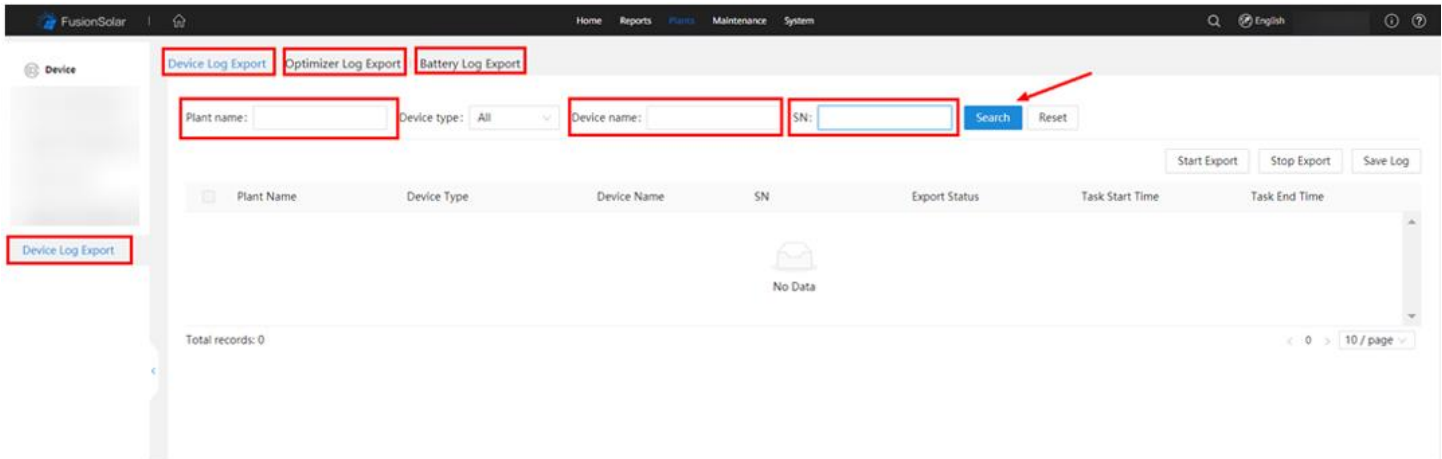 FusionSolar Home Reports Plants Maintenance System English
Device
Device Log Export Optimizer Log Export Battery Log Export
Plant name: Device type: All Device name: SN: Search Reset
Start Export Stop Export Save Log
Plant Name Device Type Device Name SN Export Status Task Start Time Task End Time
Device Log Export
No Data
Total records: 0 < 0 > 10 / page